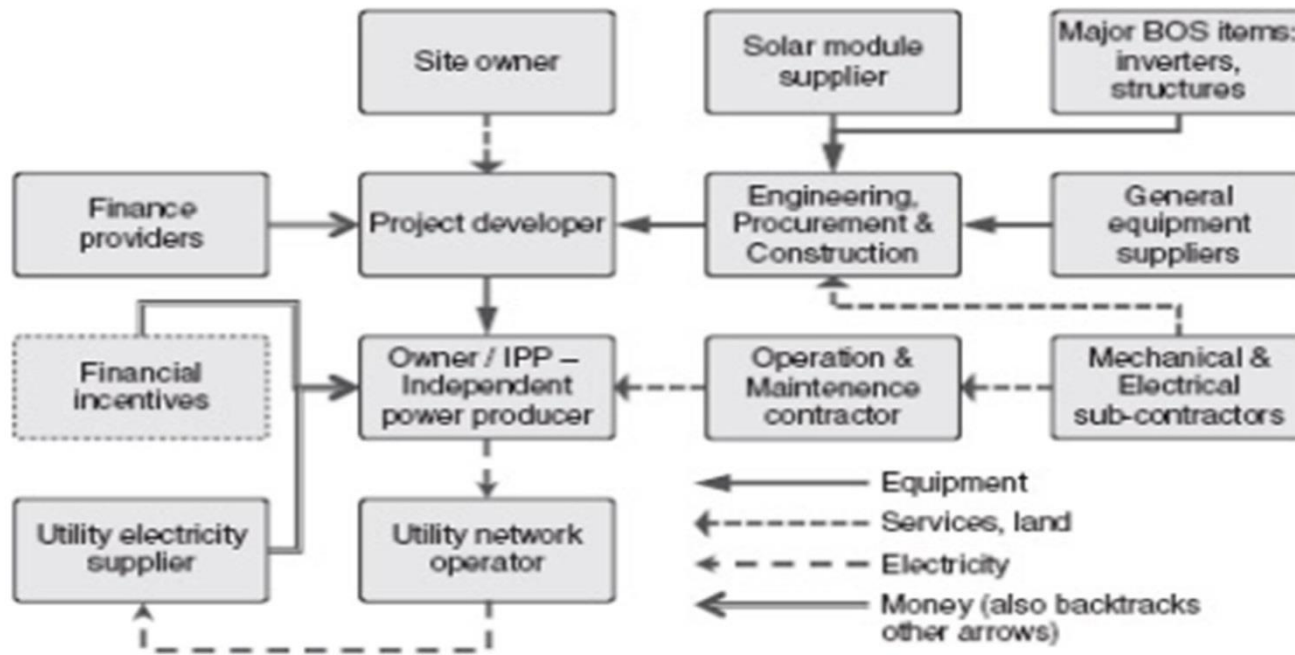 Site owner
Solar module
supplier
Major BOS items:
inverters,
structures
Finance
providers
Project developer
Engineering,
Procurement &
Construction
General
equipment
suppliers
Financial
incentives
Owner / IPP –
Independent
power producer
Operation &
Maintenence
contractor
Mechanical &
Electrical
sub-contractors
Utility electricity
supplier
Utility network
operator
Equipment
Services, land
Electricity
Money (also backtracks
other arrows)